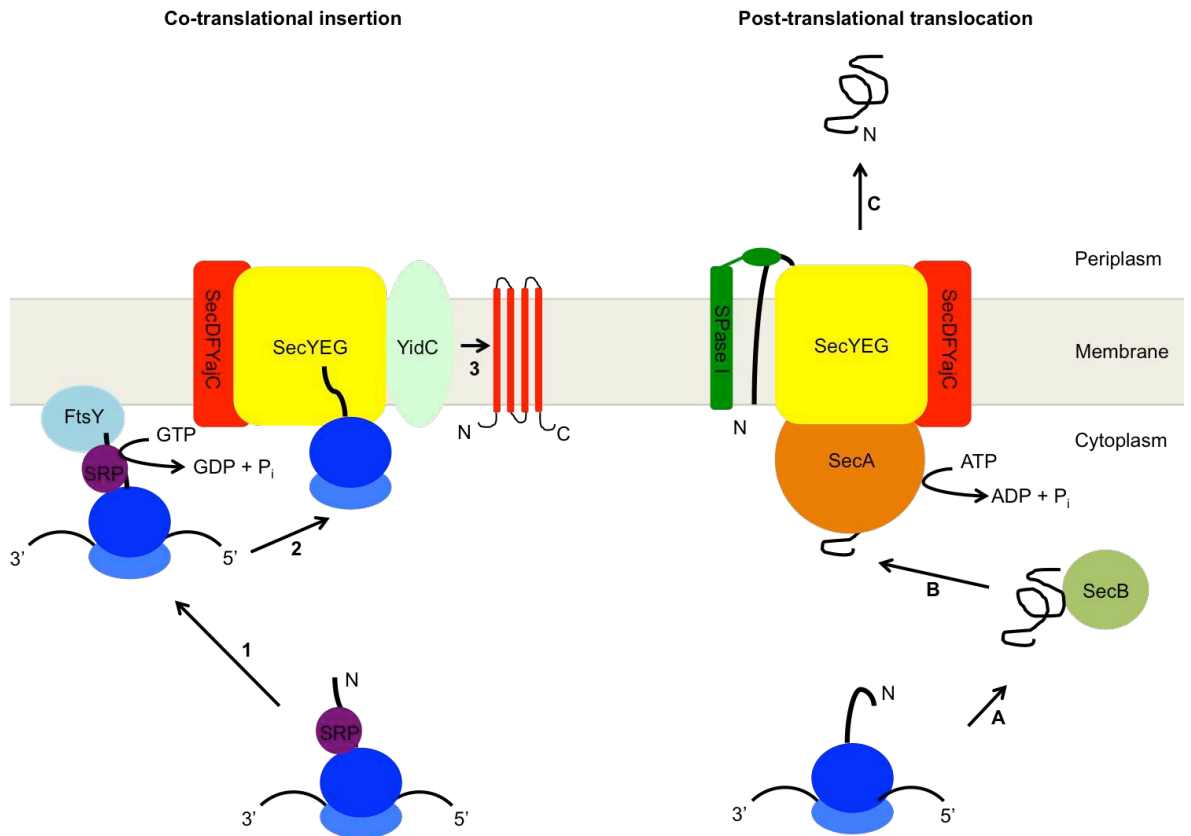 Co-translational insertion
Post-translational translocation
N
C
Periplasm
SecDFYajC
SecYEG
YidC
3
SPase I
SecYEG
SecDFYajC
Membrane
FtsY
N
C
N
Cytoplasm
GTP
SRP
GDP + Pi
SecA
ATP
ADP + Pi
3’
5’
2
B
SecB
1
N
SRP
N
A
3’
5’
3’
5’